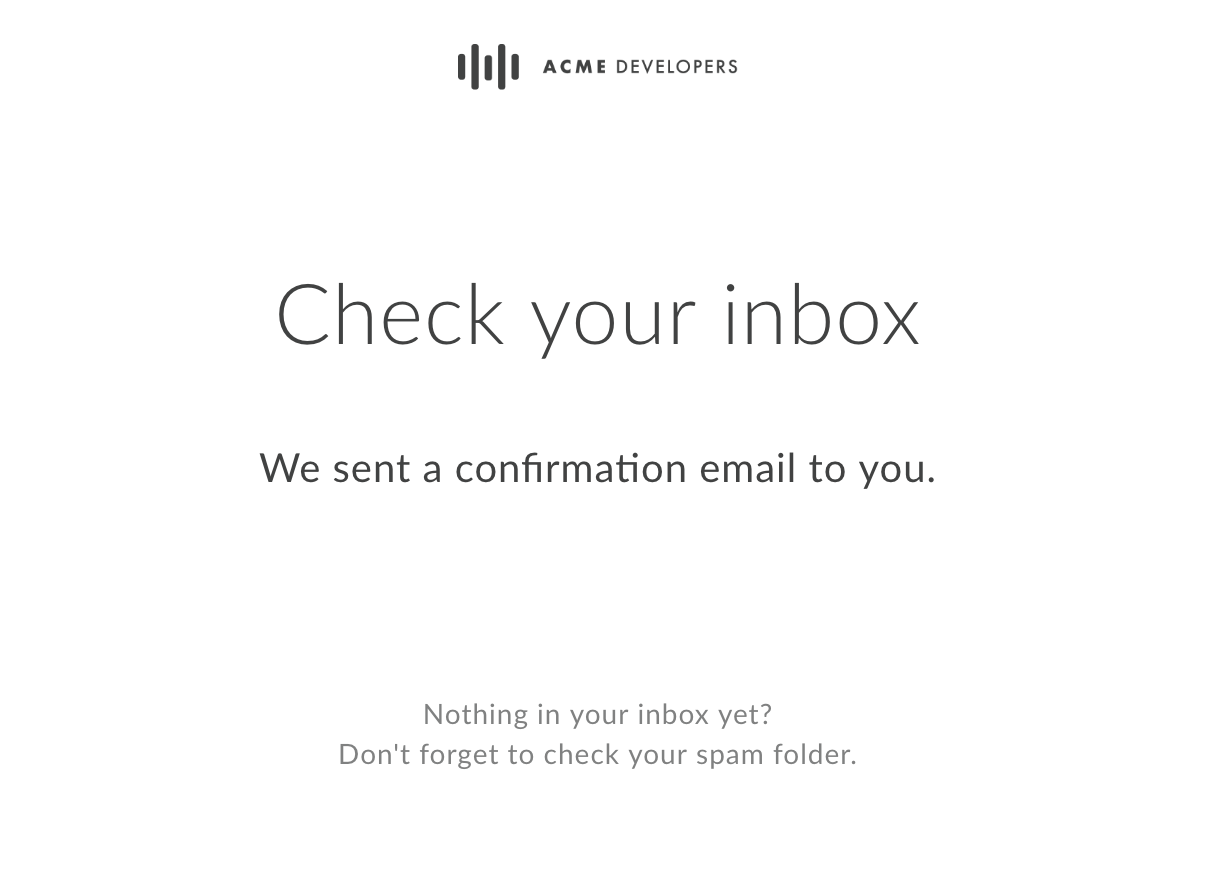 ACME DEVELOPERS
Check your inbox
We sent a confirmation email to you.
Nothing in your inbox yet?
Don't forget to check your spam folder.